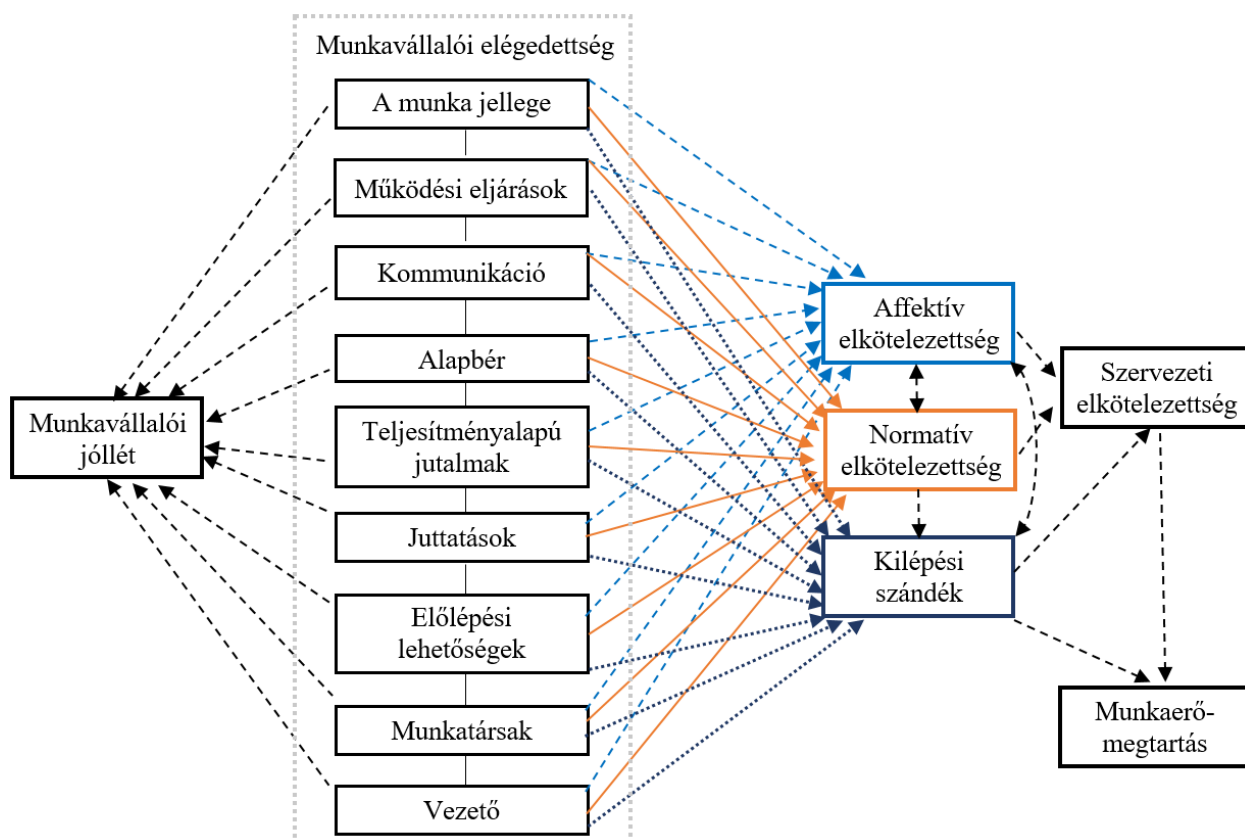 Munkavállalói elégedettség
A munka jellege
Működési eljárások
Kommunikáció
Alapbér
Teljesítményalapú
jutalmak
Juttatások
Előlépési
lehetőségek
Munkatársak
Vezető
Munkavállalói
jóllét
Affektív
elkötelezettség
Normatív
elkötelezettség
Kilépési
szándék
Szervezeti
elkötelezettség
Munkaerő-
megtartás